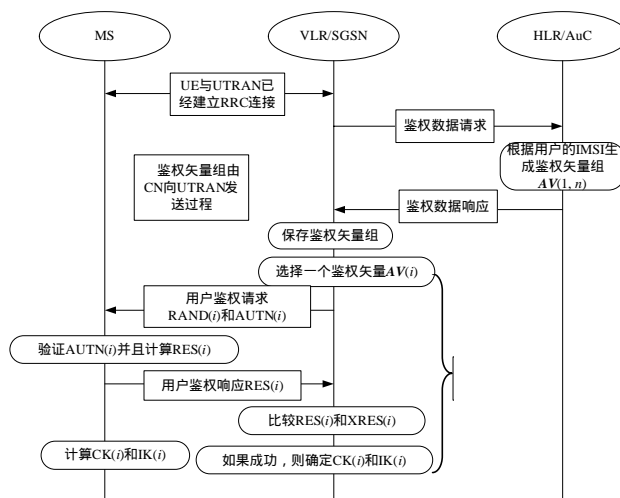 MS
VLR/SGSN
HLR/AuC
UE与UTRAN已
经建立RRC连接
鉴权数据请求
根据用户的IMSI生
成鉴权矢量组
AV(1, n)
鉴权矢量组由
CN向UTRAN发
送过程
鉴权数据响应
保存鉴权矢量组
选择一个鉴权矢量AV(i)
用户鉴权请求
RAND(i)和AUTN(i)
验证AUTN(i)并且计算RES(i)
用户鉴权响应RES(i)
比较RES(i)和XRES(i)
计算CK(i)和IK(i)
如果成功，则确定CK(i)和IK(i)